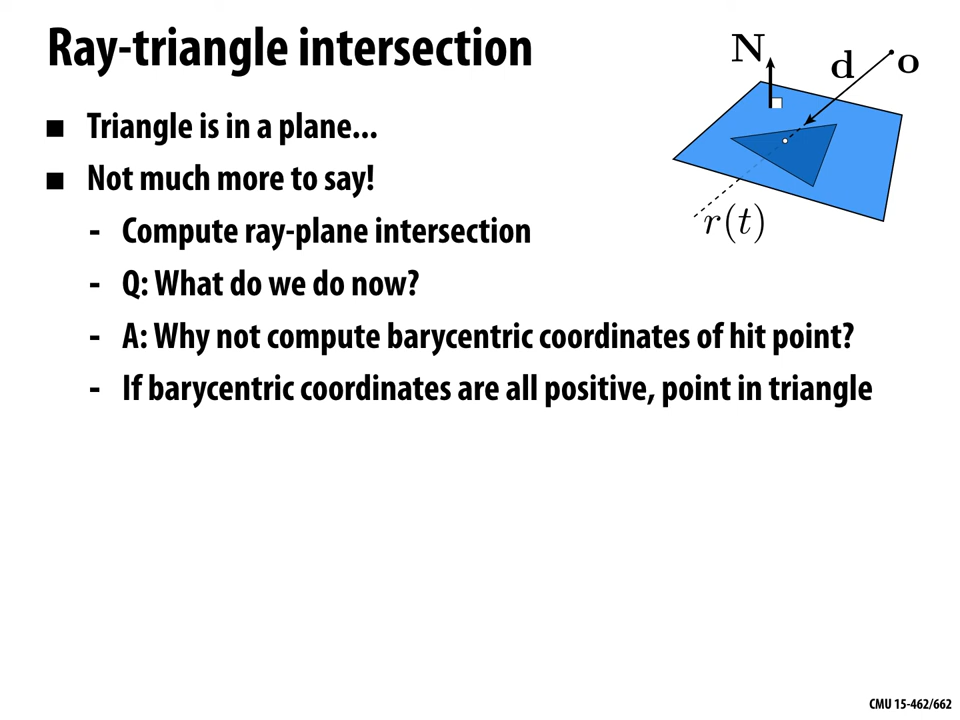 Ray-triangle intersection
N
d
o
■ Triangle is in a plane...
■ Not much more to say!
r(t)
- Compute ray-plane intersection
- Q: What do we do now?
- A: Why not compute barycentric coordinates of hit point?
- If barycentric coordinates are all positive, point in triangle
CMU 15-462/662